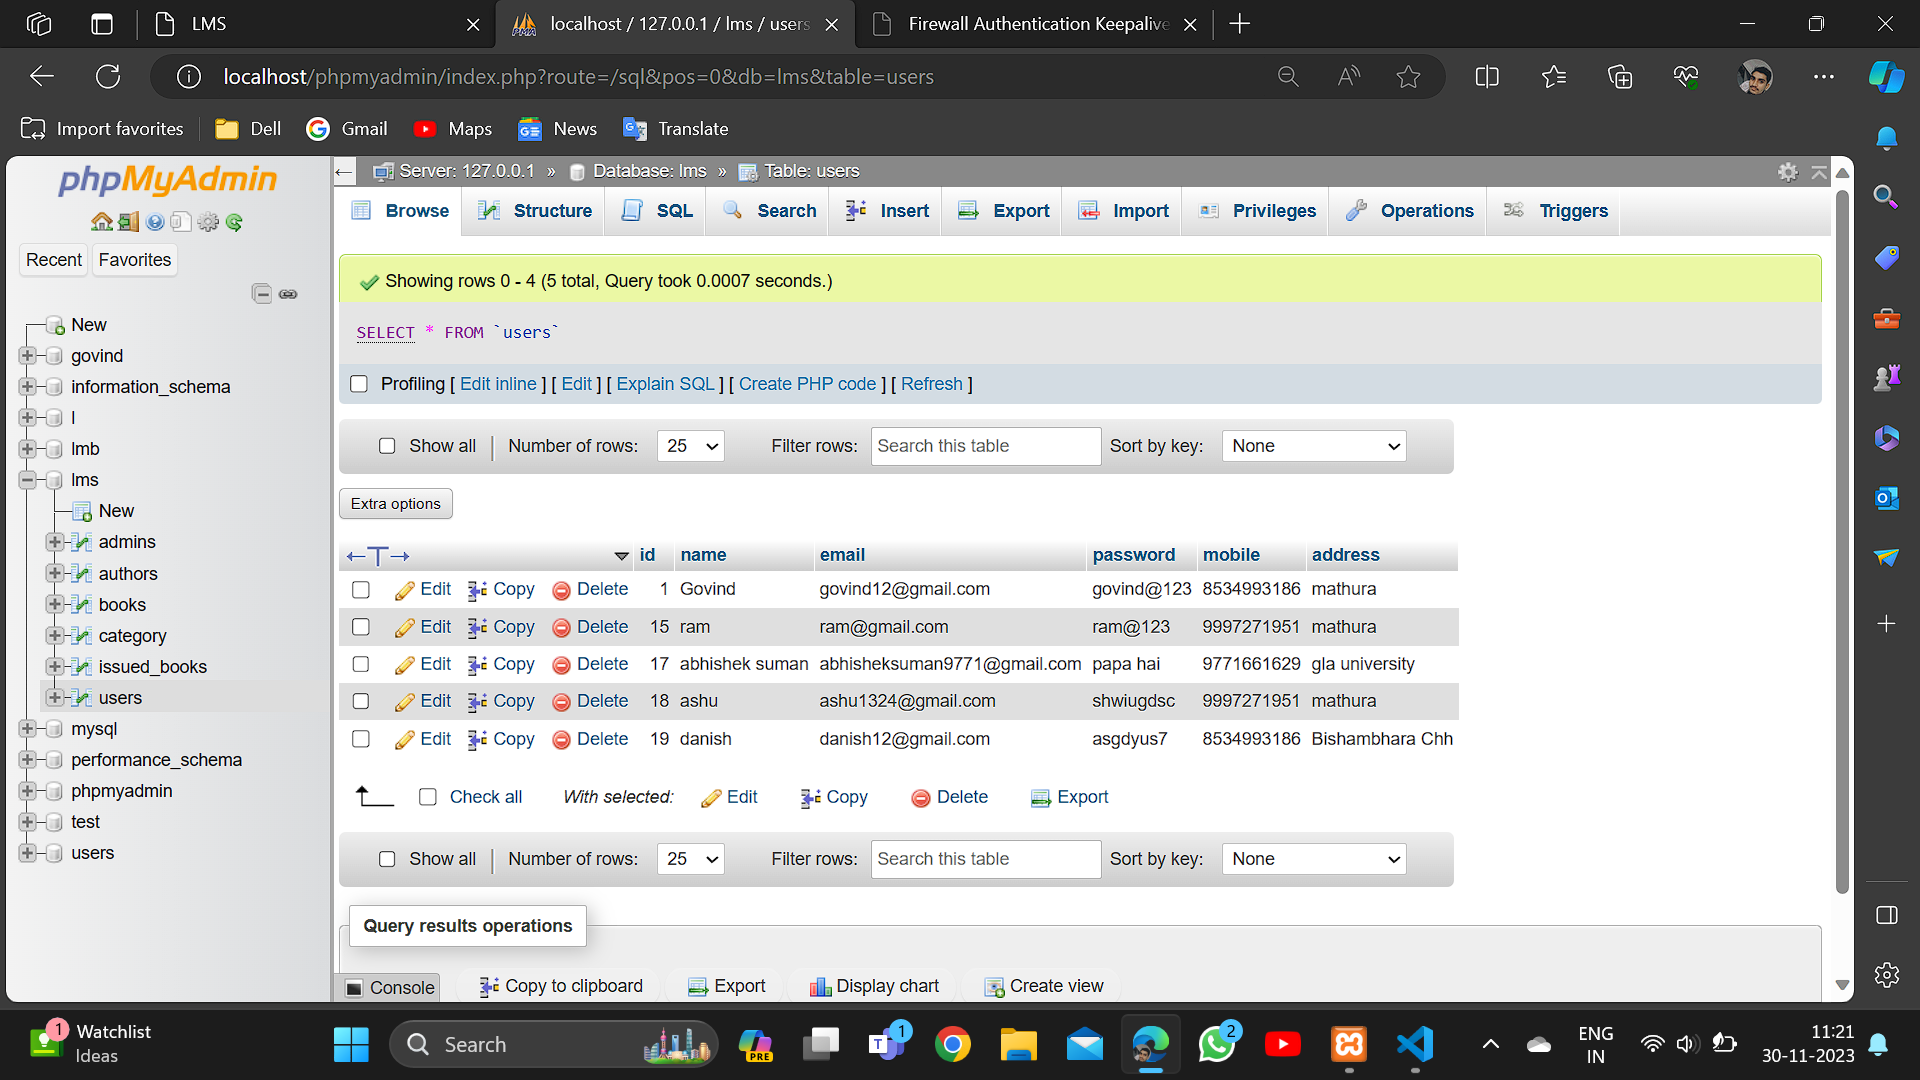 LMS
localhost / 127.0.0.1 / lms / users
Firewall Authentication Keepalive
localhost/phpmyadmin/index.php?route=/sql&pos=0&db=lms&table=users
Import favorites
Dell
Gmail
Maps
News
Translate
phpMyAdmin
Recent
Favorites
New
govind
information_schema
l
lmb
lms
New
admins
authors
books
category
issued_books
users
mysql
performance_schema
phpmyadmin
test
users
Server: 127.0.0.1 » Database: lms » Table: users
Browse
Structure
SQL
Search
Insert
Export
Import
Privileges
Operations
Triggers
Showing rows 0 - 4 (5 total, Query took 0.0007 seconds.)
SELECT * FROM `users`
Profiling [ Edit inline ] [ Edit ] [ Explain SQL ] [ Create PHP code ] [ Refresh ]
Show all | Number of rows: 25 Filter rows: Search this table Sort by key: None
Extra options
id name email password mobile address
Edit Copy Delete 1 Govind govind12@gmail.com govind@123 8534993186 mathura
Edit Copy Delete 15 ram ram@gmail.com ram@123 9997271951 mathura
Edit Copy Delete 17 abhishek suman abhisheksuman9771@gmail.com papa hai 9771661629 gla university
Edit Copy Delete 18 ashu ashu1324@gmail.com shwiugdsc 9997271951 mathura
Edit Copy Delete 19 danish danish12@gmail.com asgdyus7 8534993186 Bishambhara Chh
Check all With selected: Edit Copy Delete Export
Show all | Number of rows: 25 Filter rows: Search this table Sort by key: None
Query results operations
Console
Copy to clipboard
Export
Display chart
Create view
1
Watchlist
Ideas
Search
PRE
1
2
ENG
IN
11:21
30-11-2023